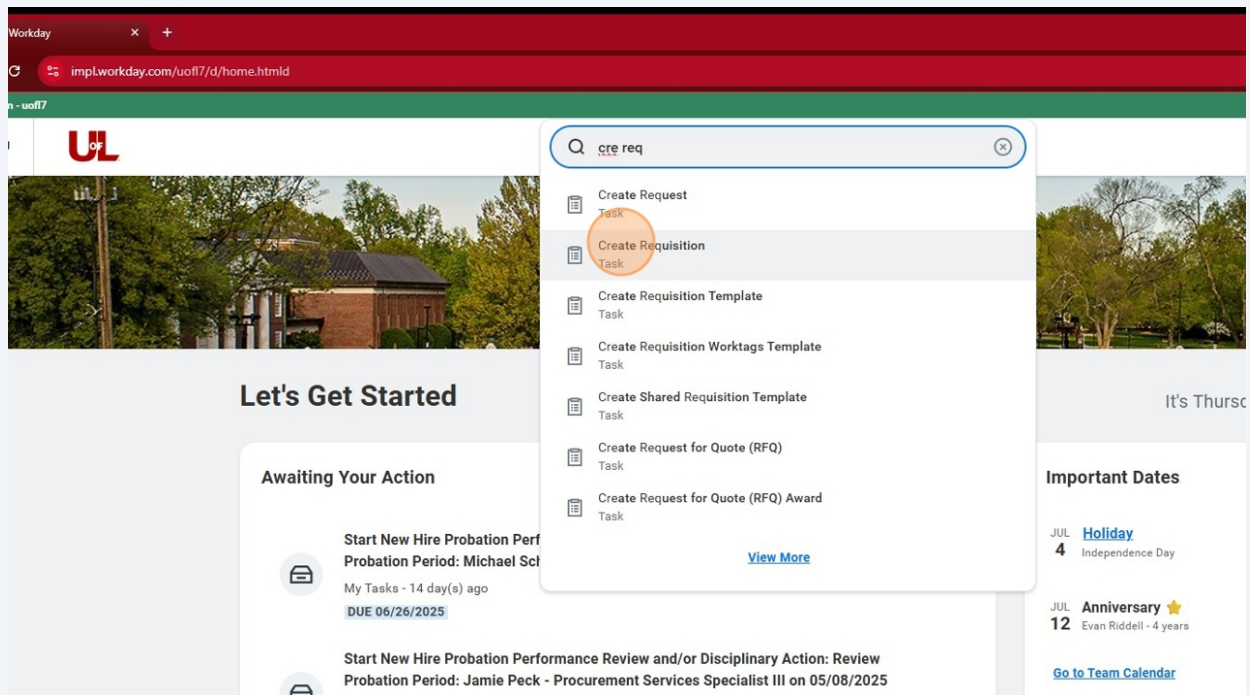 Workday
impl.workday.com/uofl7/d/home.htmld
n - uofl7
UofL
cre req
Create Request
Task
Create Requisition
Task
Create Requisition Template
Task
Create Requisition Worktags Template
Task
Create Shared Requisition Template
Task
Create Request for Quote (RFQ)
Task
Create Request for Quote (RFQ) Award
Task
View More
Let's Get Started
It's Thursd
Awaiting Your Action
Start New Hire Probation Perf
Probation Period: Michael Sch
My Tasks - 14 day(s) ago
DUE 06/26/2025
Start New Hire Probation Performance Review and/or Disciplinary Action: Review
Probation Period: Jamie Peck - Procurement Services Specialist III on 05/08/2025
Important Dates
JUL 4 Holiday
Independence Day
JUL 12 Anniversary
Evan Riddell - 4 years
Go to Team Calendar